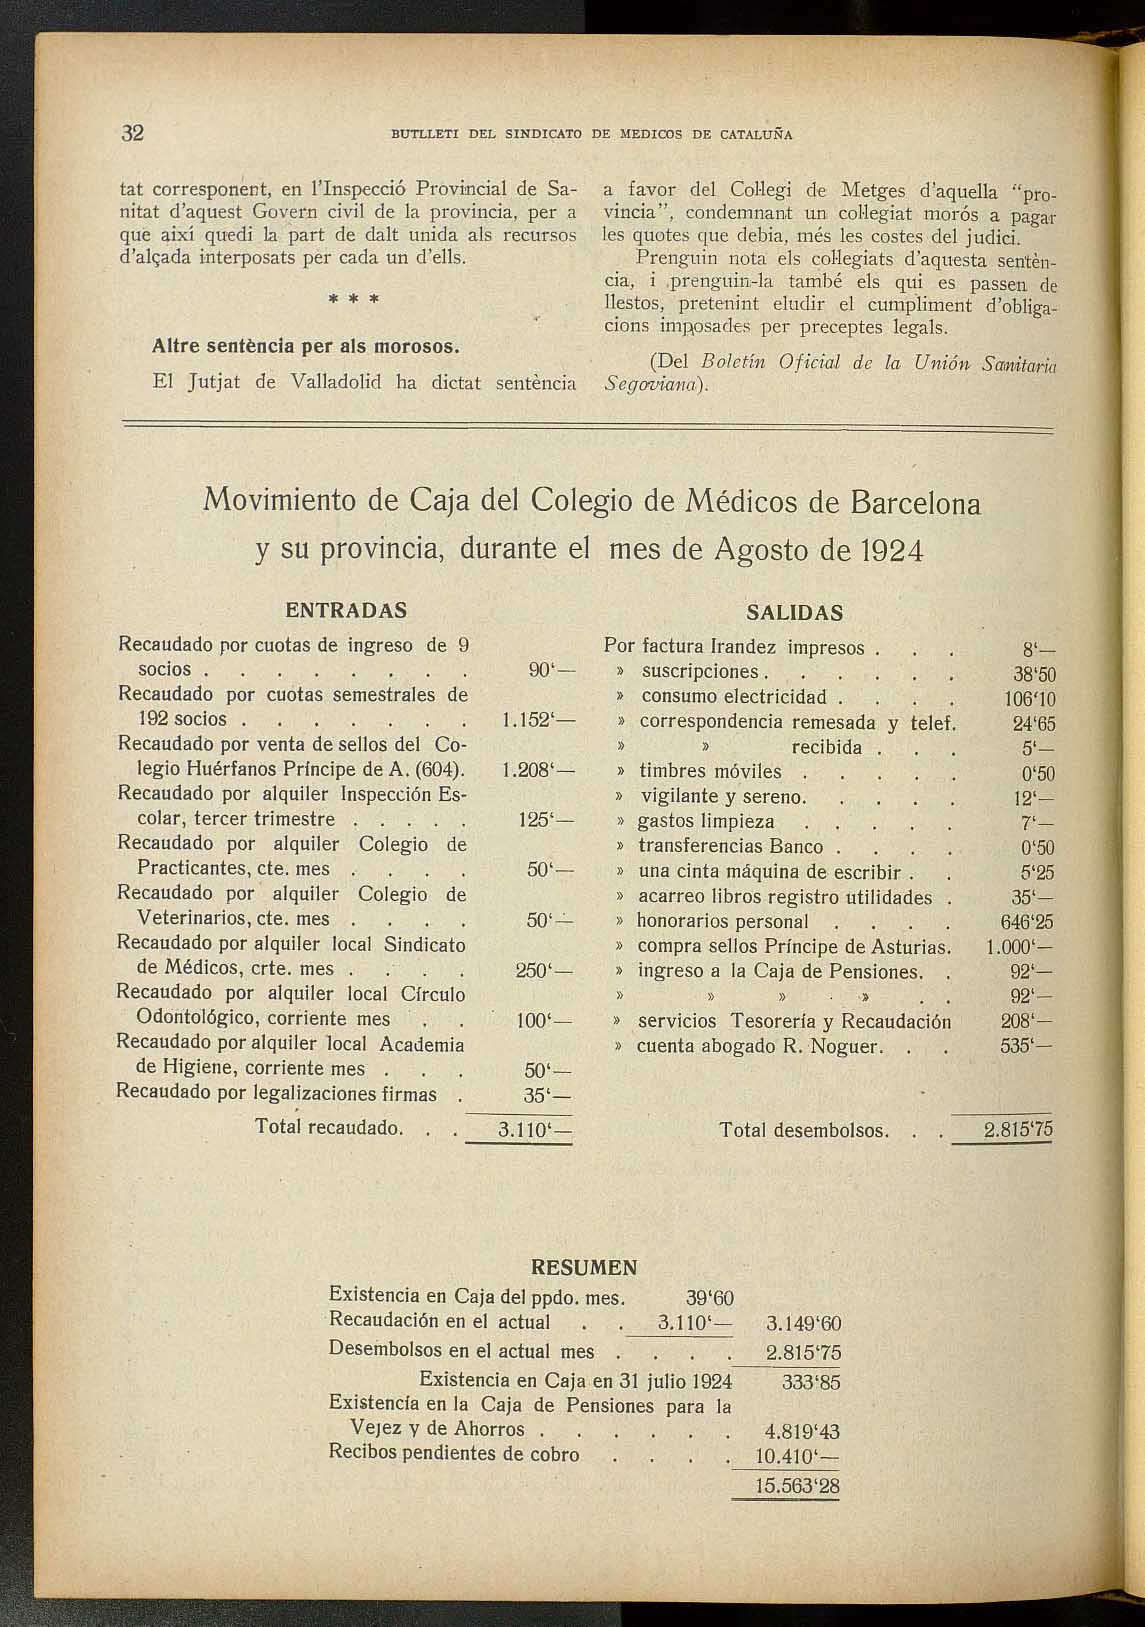 32
BUTLLETI DEL SINDICATO DE MEDICOS DE CATALUÑA
tat corresponent, en l’Inspecció Provincial de Sa-
nitat d’aquest Govern civil de la provincia, per a
que així quedi la part de dalt unida als recursos
d’alçada interposats per cada un d’ells.
* * *
Altre sentència per als morosos.
El Jutjat de Valladolid ha dictat sentència
a favor del Col·legi de Metges d’aquella “pro-
vincia”, condemnant un col·legiat morós a pagar
les quotes que debia, més les costes del judici.
Prenguin nota els col·legiats d’aquesta sentèn-
cia, i prenguin-la també els qui es passen de
llestos, pretenint eludir el cumpliment d’obliga-
cions imposades per preceptes legals.
(Del Boletín Oficial de la Unión Sanitaria
Segoviana).
Movimiento de Caja del Colegio de Médicos de Barcelona
y su provincia, durante el mes de Agosto de 1924
ENTRADAS
Recaudado por cuotas de ingreso de 9
socios . . . . . . . . 90‘—
Recaudado por cuotas semestrales de
192 socios . . . . . . . 1.152‘—
Recaudado por venta de sellos del Co-
legio Huérfanos Príncipe de A. (604). 1.208‘—
Recaudado por alquiler Inspección Es-
colar, tercer trimestre . . . . . 125‘—
Recaudado por alquiler Colegio de
Practicantes, cte. mes . . . . 50‘—
Recaudado por alquiler Colegio de
Veterinarios, cte. mes . . . . 50‘—
Recaudado por alquiler local Sindicato
de Médicos, crte. mes . . . . 250‘—
Recaudado por alquiler local Círculo
Odontológico, corriente mes . . 100‘—
Recaudado por alquiler local Academia
de Higiene, corriente mes . . . 50‘—
Recaudado por legalizaciones firmas . 35‘—
Total recaudado. . . 3.110‘—
SALIDAS
Por factura Irandez impresos . . . 8‘—
» suscripciones . . . . . . 38‘50
» consumo electricidad . . . . 106‘10
» correspondencia remesada y telef. 24‘65
» » recibida . . . 5‘—
» timbres móviles . . . . . 0‘50
» vigilante y sereno. . . . . 12‘—
» gastos limpieza . . . . . 7‘—
» transferencias Banco . . . . 0‘50
» una cinta máquina de escribir . . 5‘25
» acarreo libros registro utilidades . 35‘—
» honorarios personal . . . . 646‘25
» compra sellos Príncipe de Asturias. 1.000‘—
» ingreso a la Caja de Pensiones. . 92‘—
» » » » . . 92‘—
» servicios Tesorería y Recaudación 208‘—
» cuenta abogado R. Noguer. . . 535‘—
Total desembolsos. . . 2.815‘75
RESUMEN
Existencia en Caja del ppdo. mes. 39‘60
Recaudación en el actual . . 3.110‘— 3.149‘60
Desembolsos en el actual mes . . . . 2.815‘75
Existencia en Caja en 31 julio 1924 333‘85
Existencia en la Caja de Pensiones para la
Vejez y de Ahorros . . . . . . 4.819‘43
Recibos pendientes de cobro . . . . 10.410‘—
15.563‘28